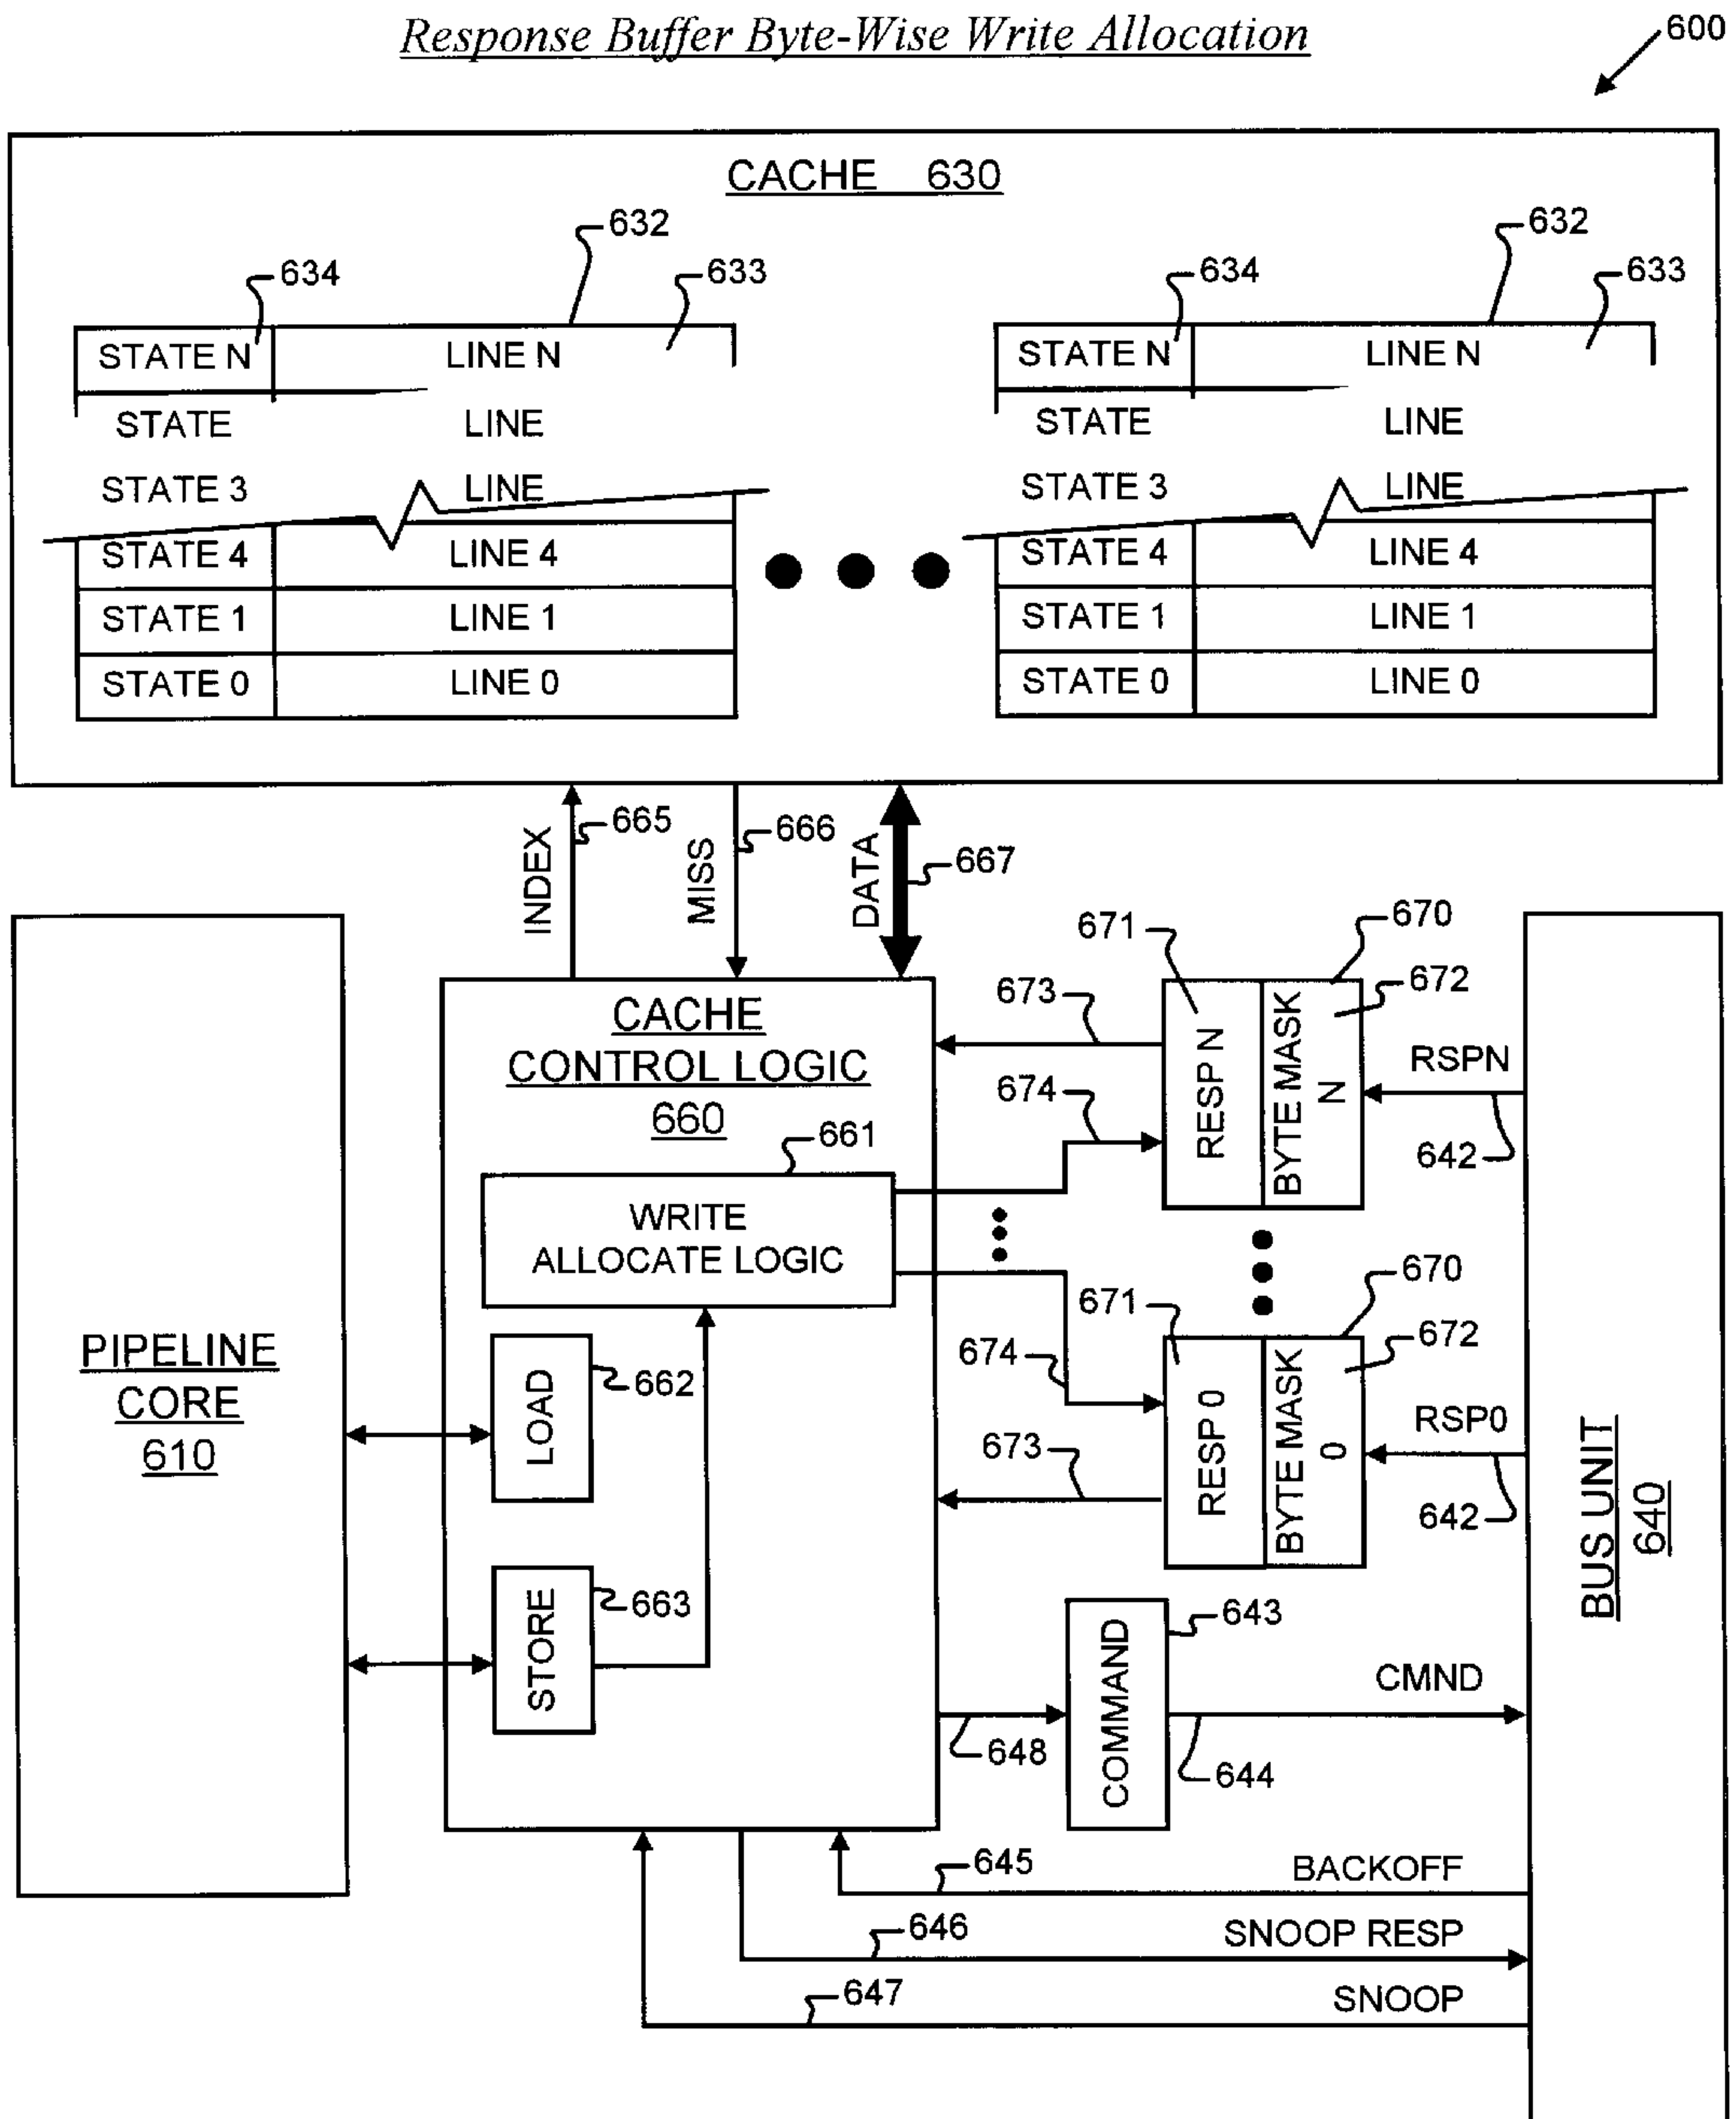 Response Buffer Byte-Wise Write Allocation
600
CACHE 630
632
634
633
STATE N LINE N
STATE LINE
STATE 3 LINE
STATE 4 LINE 4
STATE 1 LINE 1
STATE 0 LINE 0
632
634
633
STATE N LINE N
STATE LINE
STATE 3 LINE
STATE 4 LINE 4
STATE 1 LINE 1
STATE 0 LINE 0
INDEX
665
MISS
666
DATA
667
PIPELINE
CORE
610
CACHE
CONTROL LOGIC
660
661
WRITE
ALLOCATE LOGIC
LOAD
662
STORE
663
671
670
672
673
674
RESP N
BYTE MASK
N
RSPN
642
671
670
672
674
673
RESP 0
BYTE MASK
0
RSP0
642
BUS UNIT
640
COMMAND
643
648
CMND
644
645
BACKOFF
646
SNOOP RESP
647
SNOOP